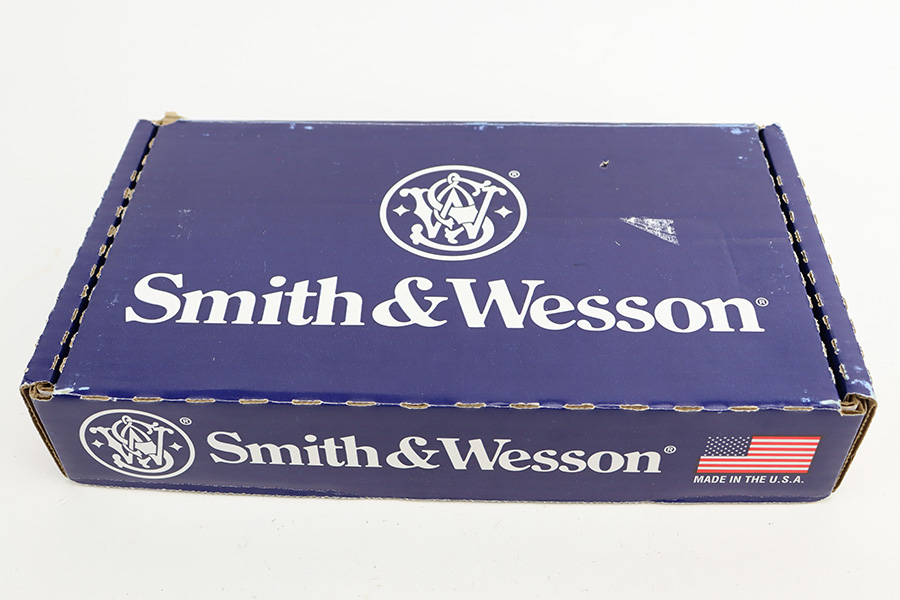 ®
Smith & Wesson®
® Smith & Wesson®
MADE IN THE U.S.A.